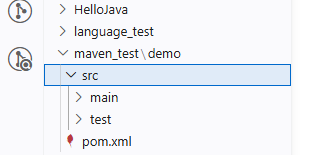 HelloJava
language_test
maven_test\demo
src
main
test
pom.xml